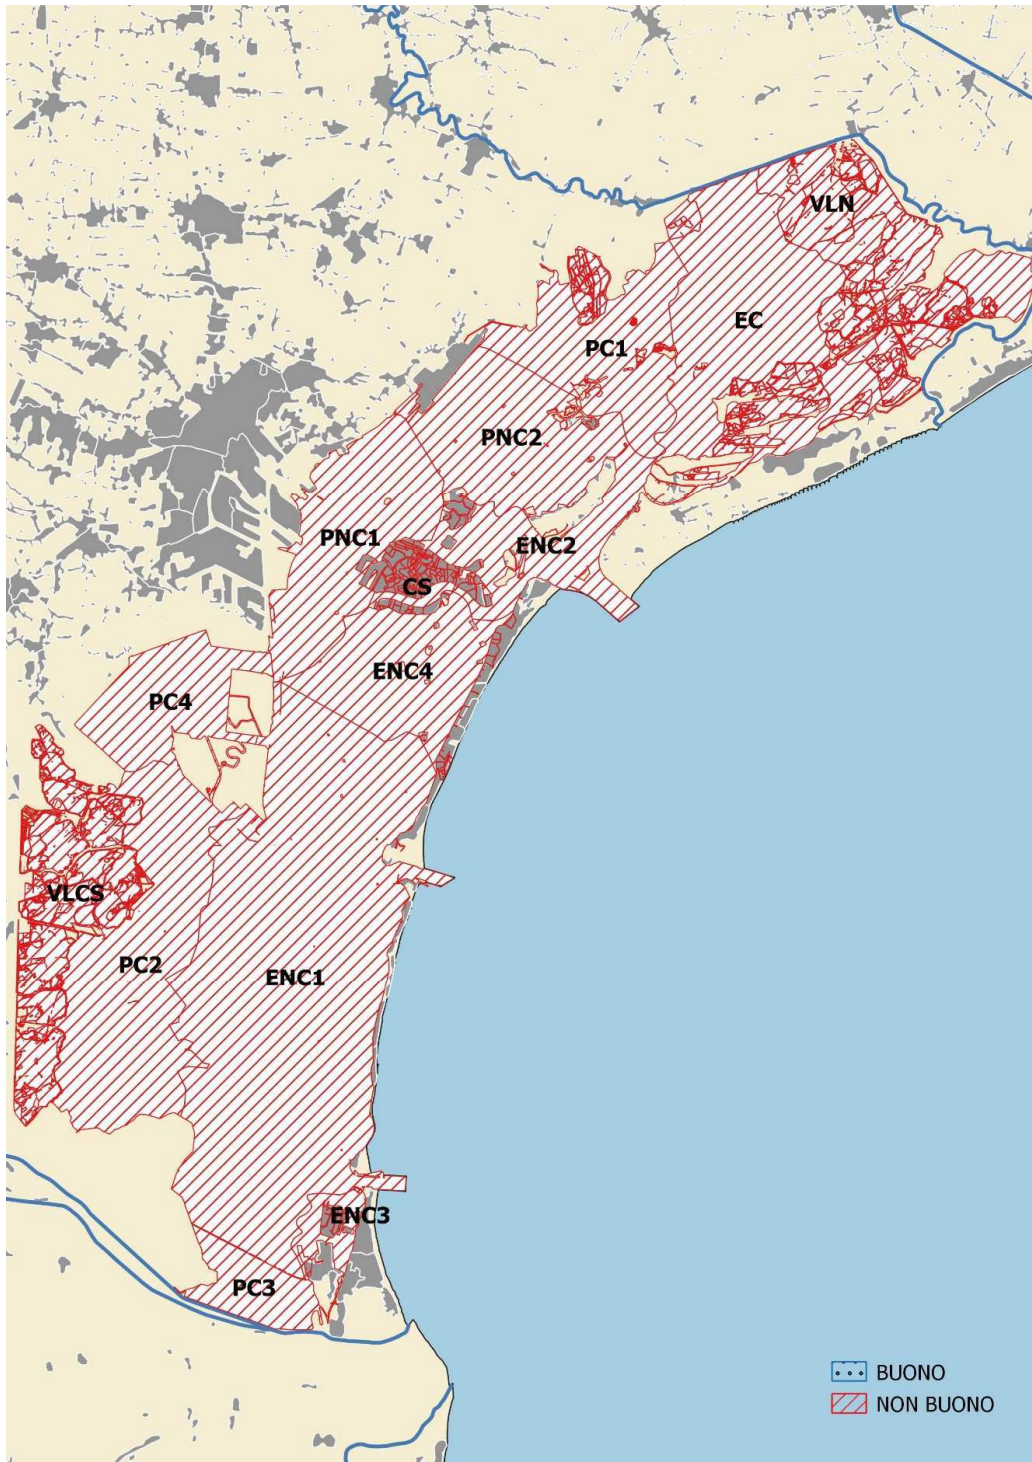 VLN
EC
PC1
PNC2
PNC1
ENC2
CS
ENC4
PC4
VLCS
PC2
ENC1
ENC3
PC3
BUONO
NON BUONO